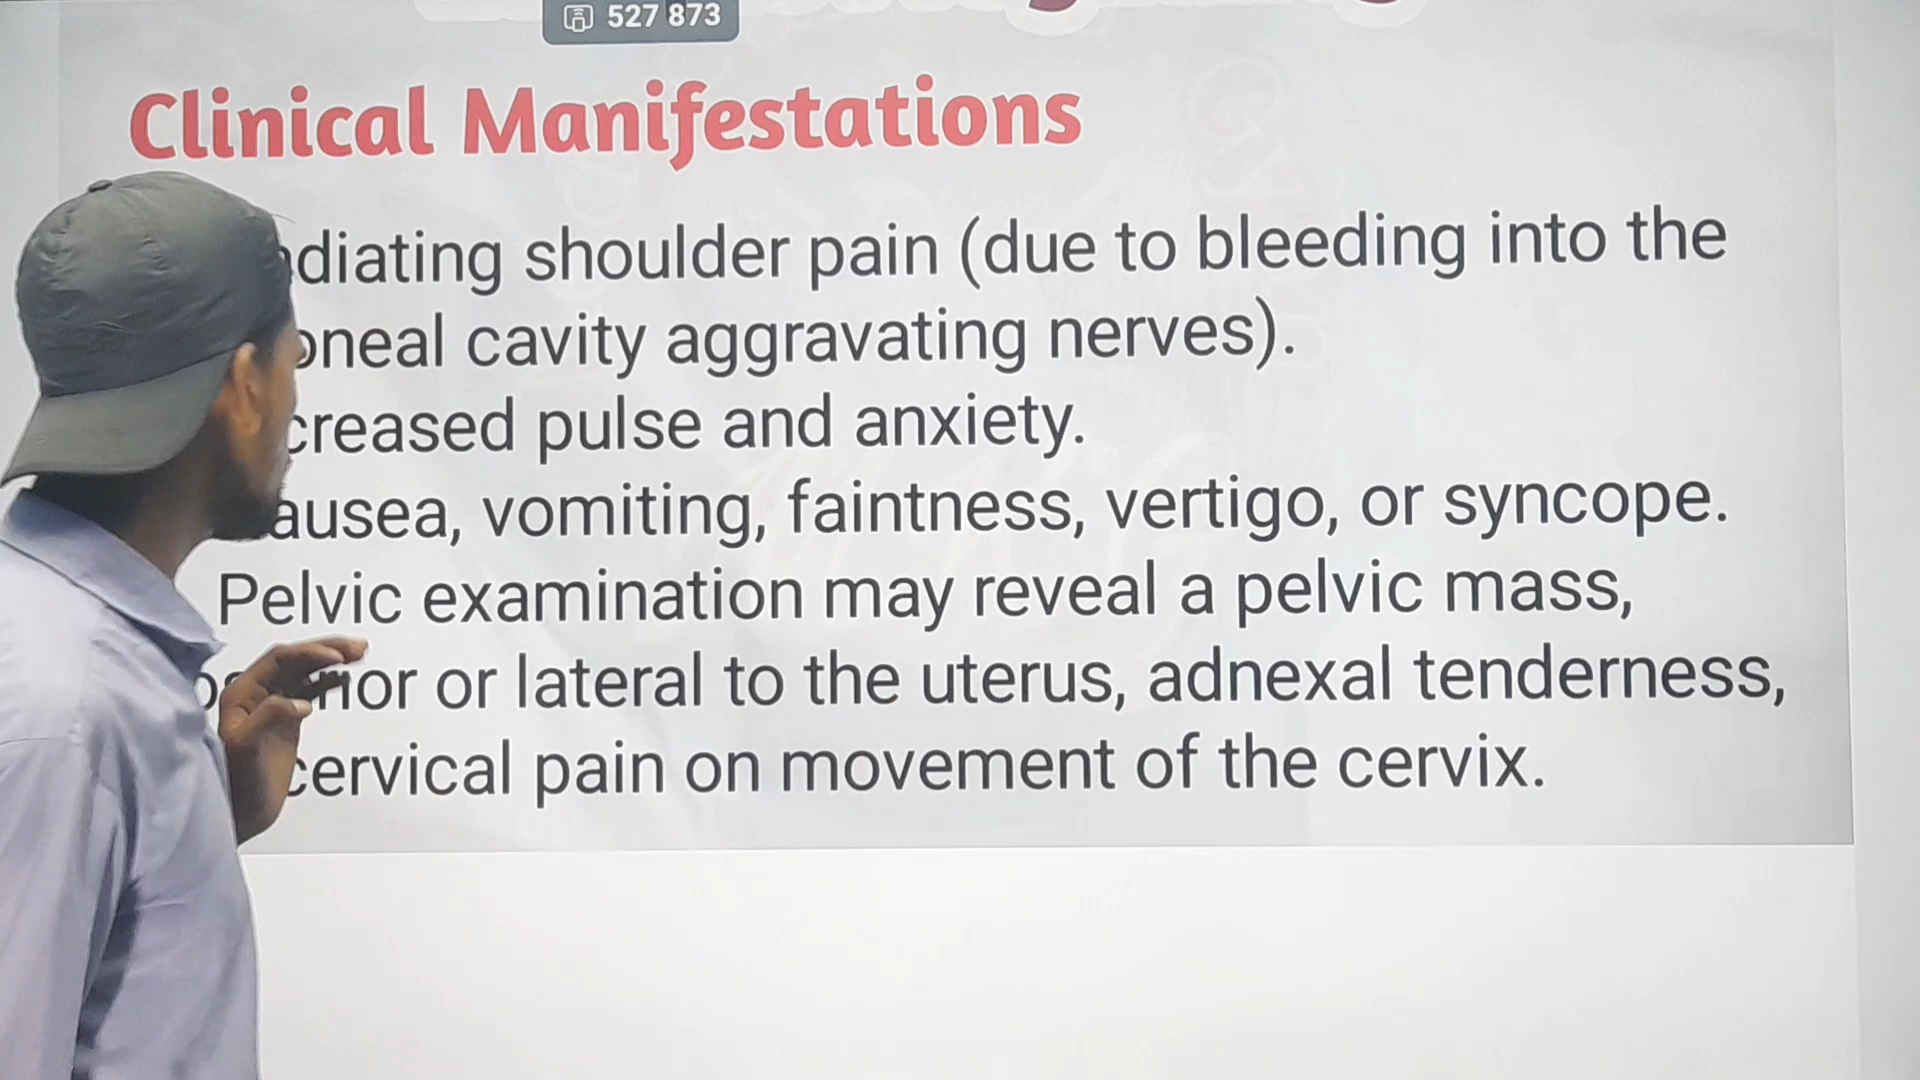 527 873
Clinical Manifestations
diating shoulder pain (due to bleeding into the
oneal cavity aggravating nerves).
creased pulse and anxiety.
ausea, vomiting, faintness, vertigo, or syncope.
Pelvic examination may reveal a pelvic mass,
rior or lateral to the uterus, adnexal tenderness,
cervical pain on movement of the cervix.